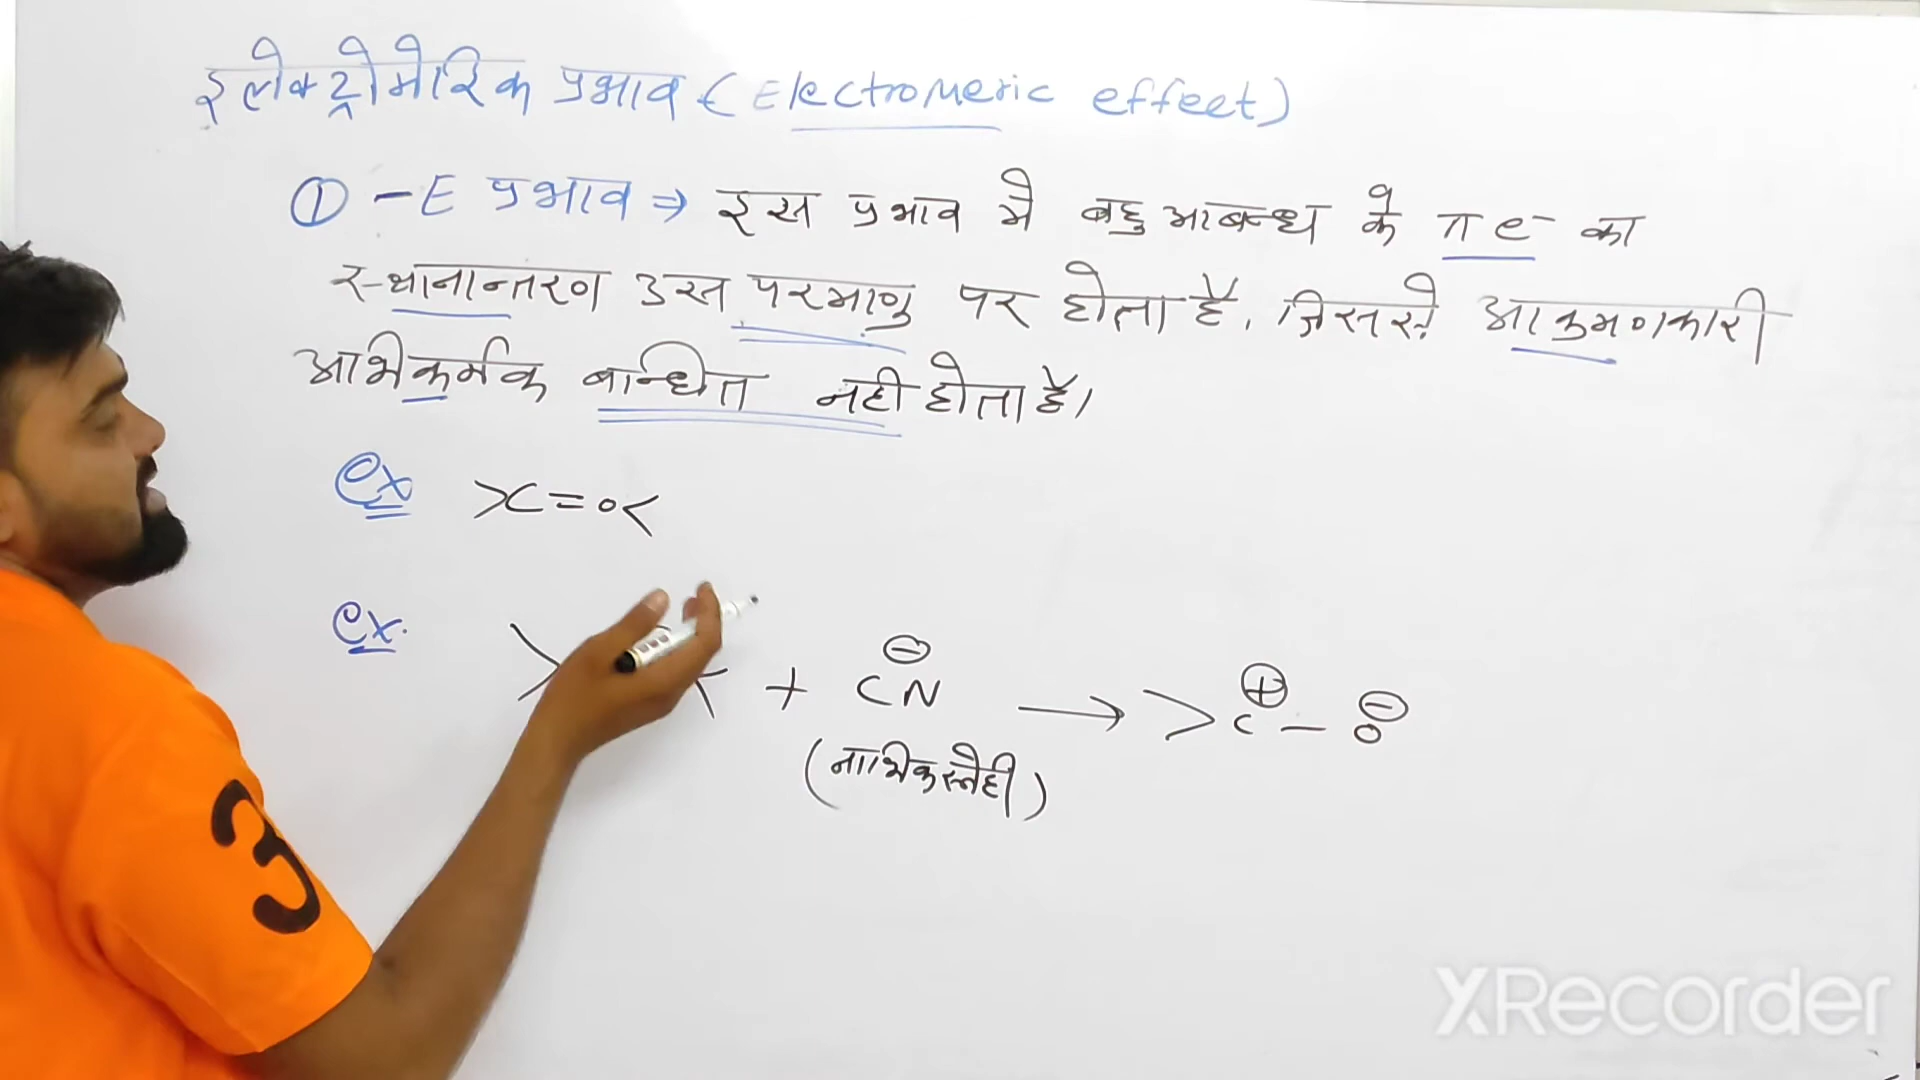 इलेक्ट्रोमेरिक प्रभाव (Electromeric effect)
① -E प्रभाव ⇒ इस प्रभाव मे बहु आबन्ध के π e⁻ का
स्थानान्तरण उस परमाणु पर होता है, जिससे आक्रमणकारी
अभिकर्मक बान्धित नही होता है।
ex >C=O<
ex. + CN⊖ → >C⊕ - O⊖
(नाभिकस्नेही)
3
XRecorder